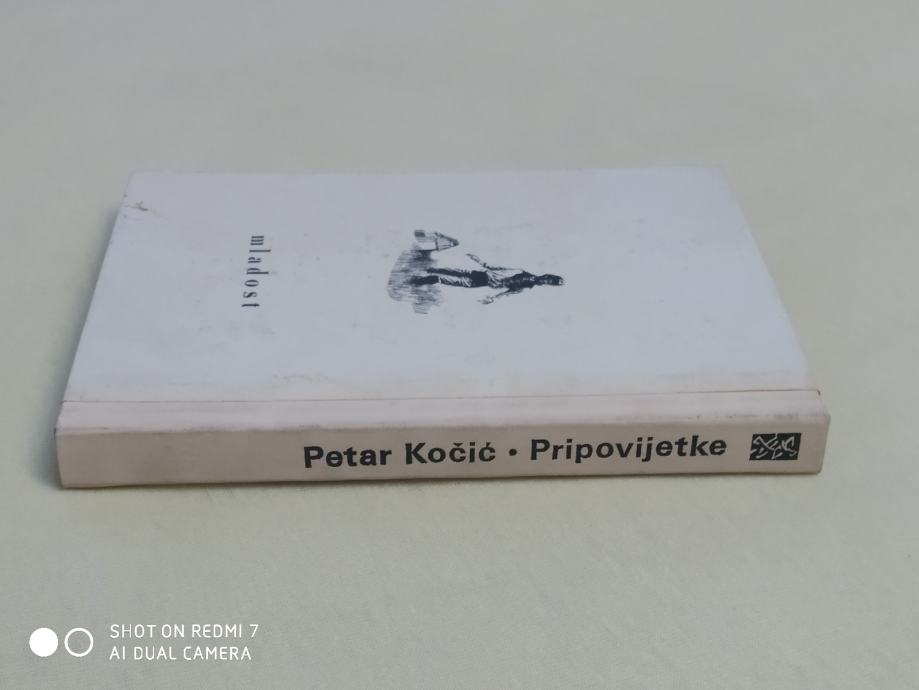 mladost
Petar Kočić • Pripovijetke
SHOT ON REDMI 7
AI DUAL CAMERA